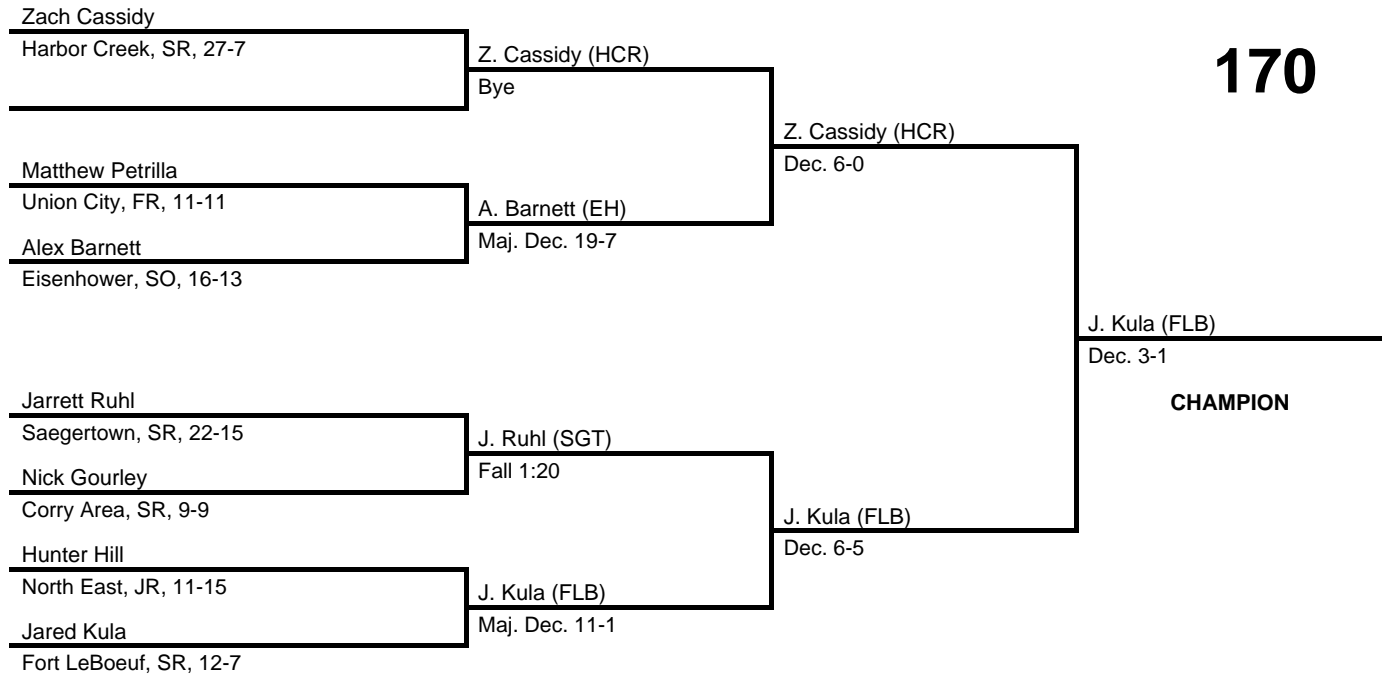 Zach Cassidy
Harbor Creek, SR, 27-7
Z. Cassidy (HCR)
Bye
170
Z. Cassidy (HCR)
Dec. 6-0
Matthew Petrilla
Union City, FR, 11-11
A. Barnett (EH)
Maj. Dec. 19-7
Alex Barnett
Eisenhower, SO, 16-13
J. Kula (FLB)
Dec. 3-1
CHAMPION
Jarrett Ruhl
Saegertown, SR, 22-15
J. Ruhl (SGT)
Fall 1:20
Nick Gourley
Corry Area, SR, 9-9
J. Kula (FLB)
Dec. 6-5
Hunter Hill
North East, JR, 11-15
J. Kula (FLB)
Maj. Dec. 11-1
Jared Kula
Fort LeBoeuf, SR, 12-7